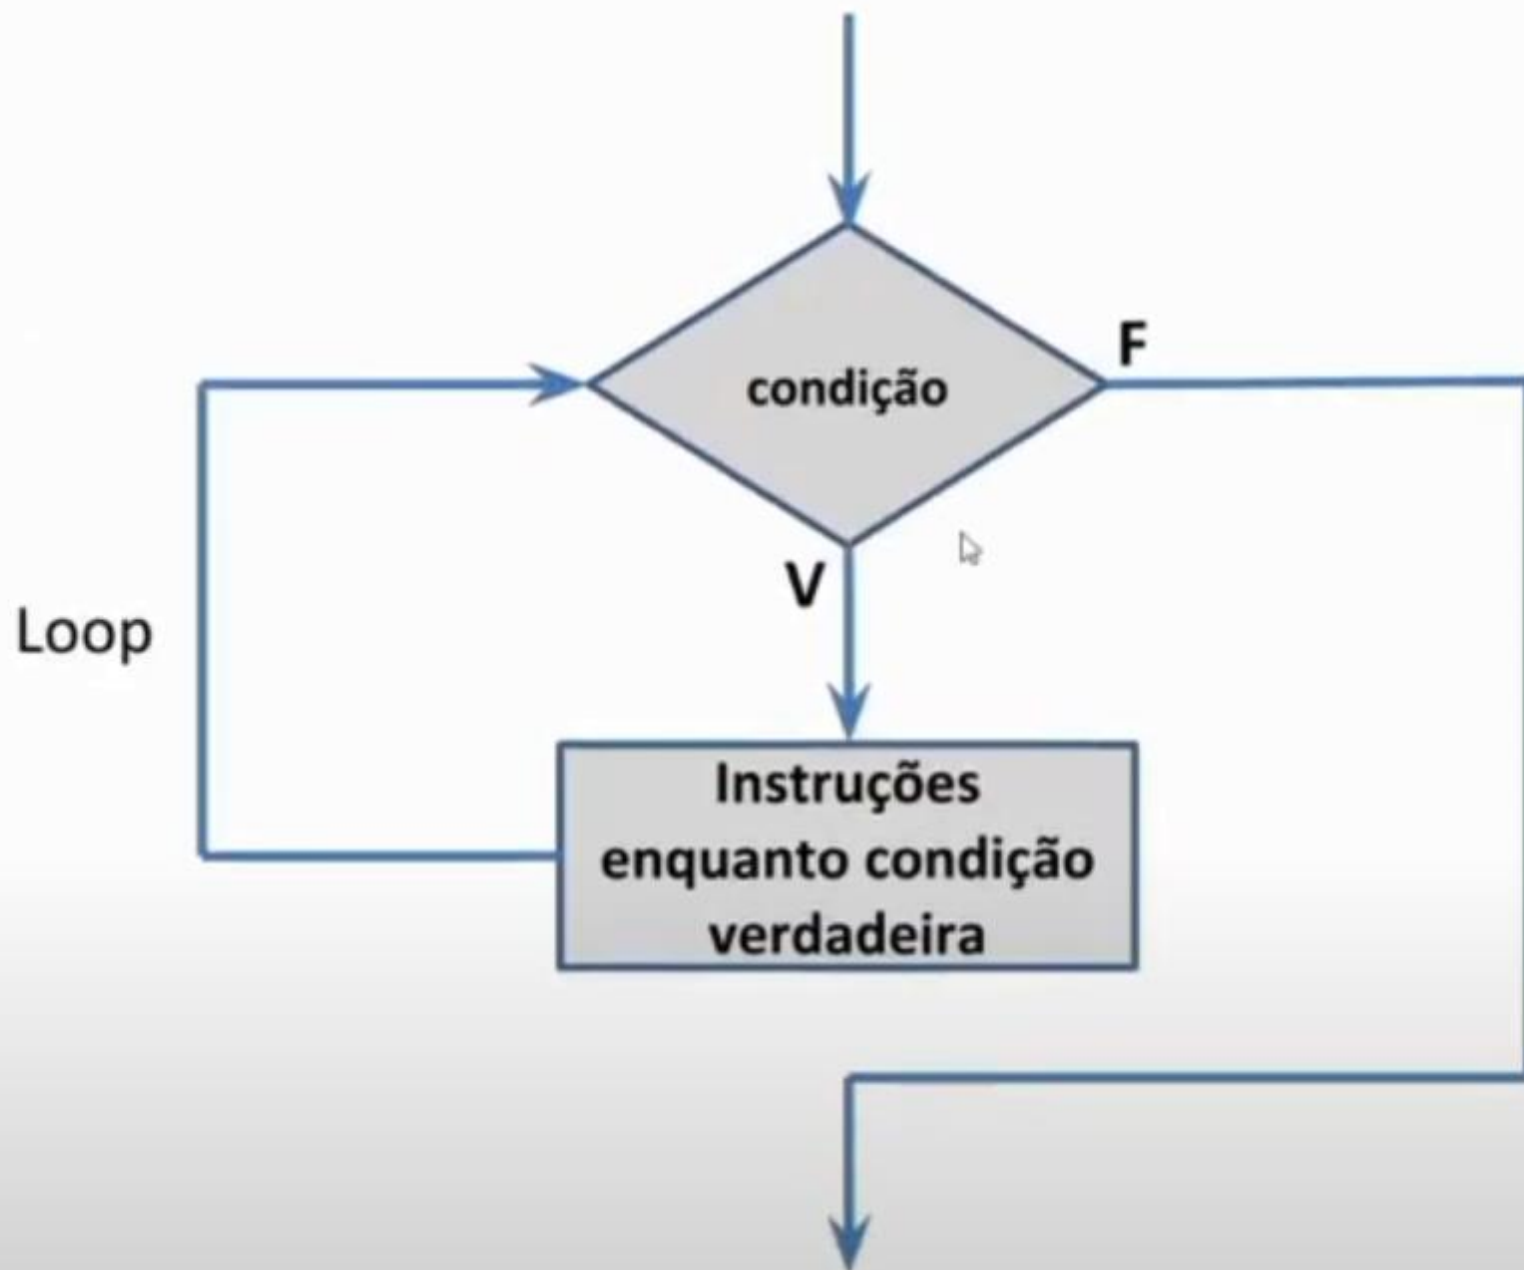 condição
F
V
Loop
Instruções
enquanto condição
verdadeira